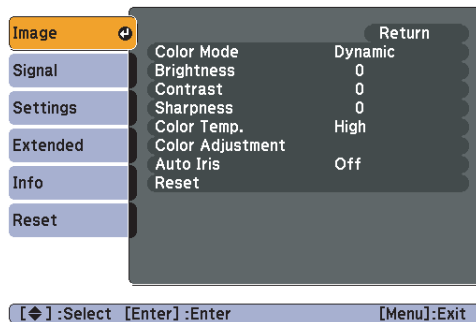 Image
Signal
Settings
Extended
Info
Reset
Return
Color Mode Dynamic
Brightness 0
Contrast 0
Sharpness 0
Color Temp. High
Color Adjustment
Auto Iris Off
Reset
[◆] :Select [Enter] :Enter [Menu]:Exit